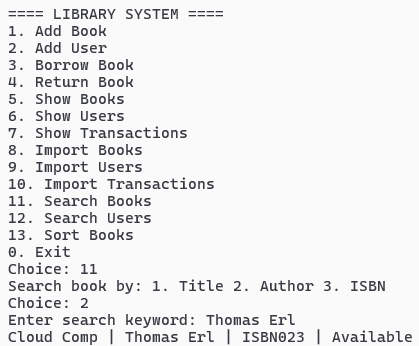 ==== LIBRARY SYSTEM ====
1. Add Book
2. Add User
3. Borrow Book
4. Return Book
5. Show Books
6. Show Users
7. Show Transactions
8. Import Books
9. Import Users
10. Import Transactions
11. Search Books
12. Search Users
13. Sort Books
0. Exit
Choice: 11
Search book by: 1. Title 2. Author 3. ISBN
Choice: 2
Enter search keyword: Thomas Erl
Cloud Comp | Thomas Erl | ISBN023 | Available